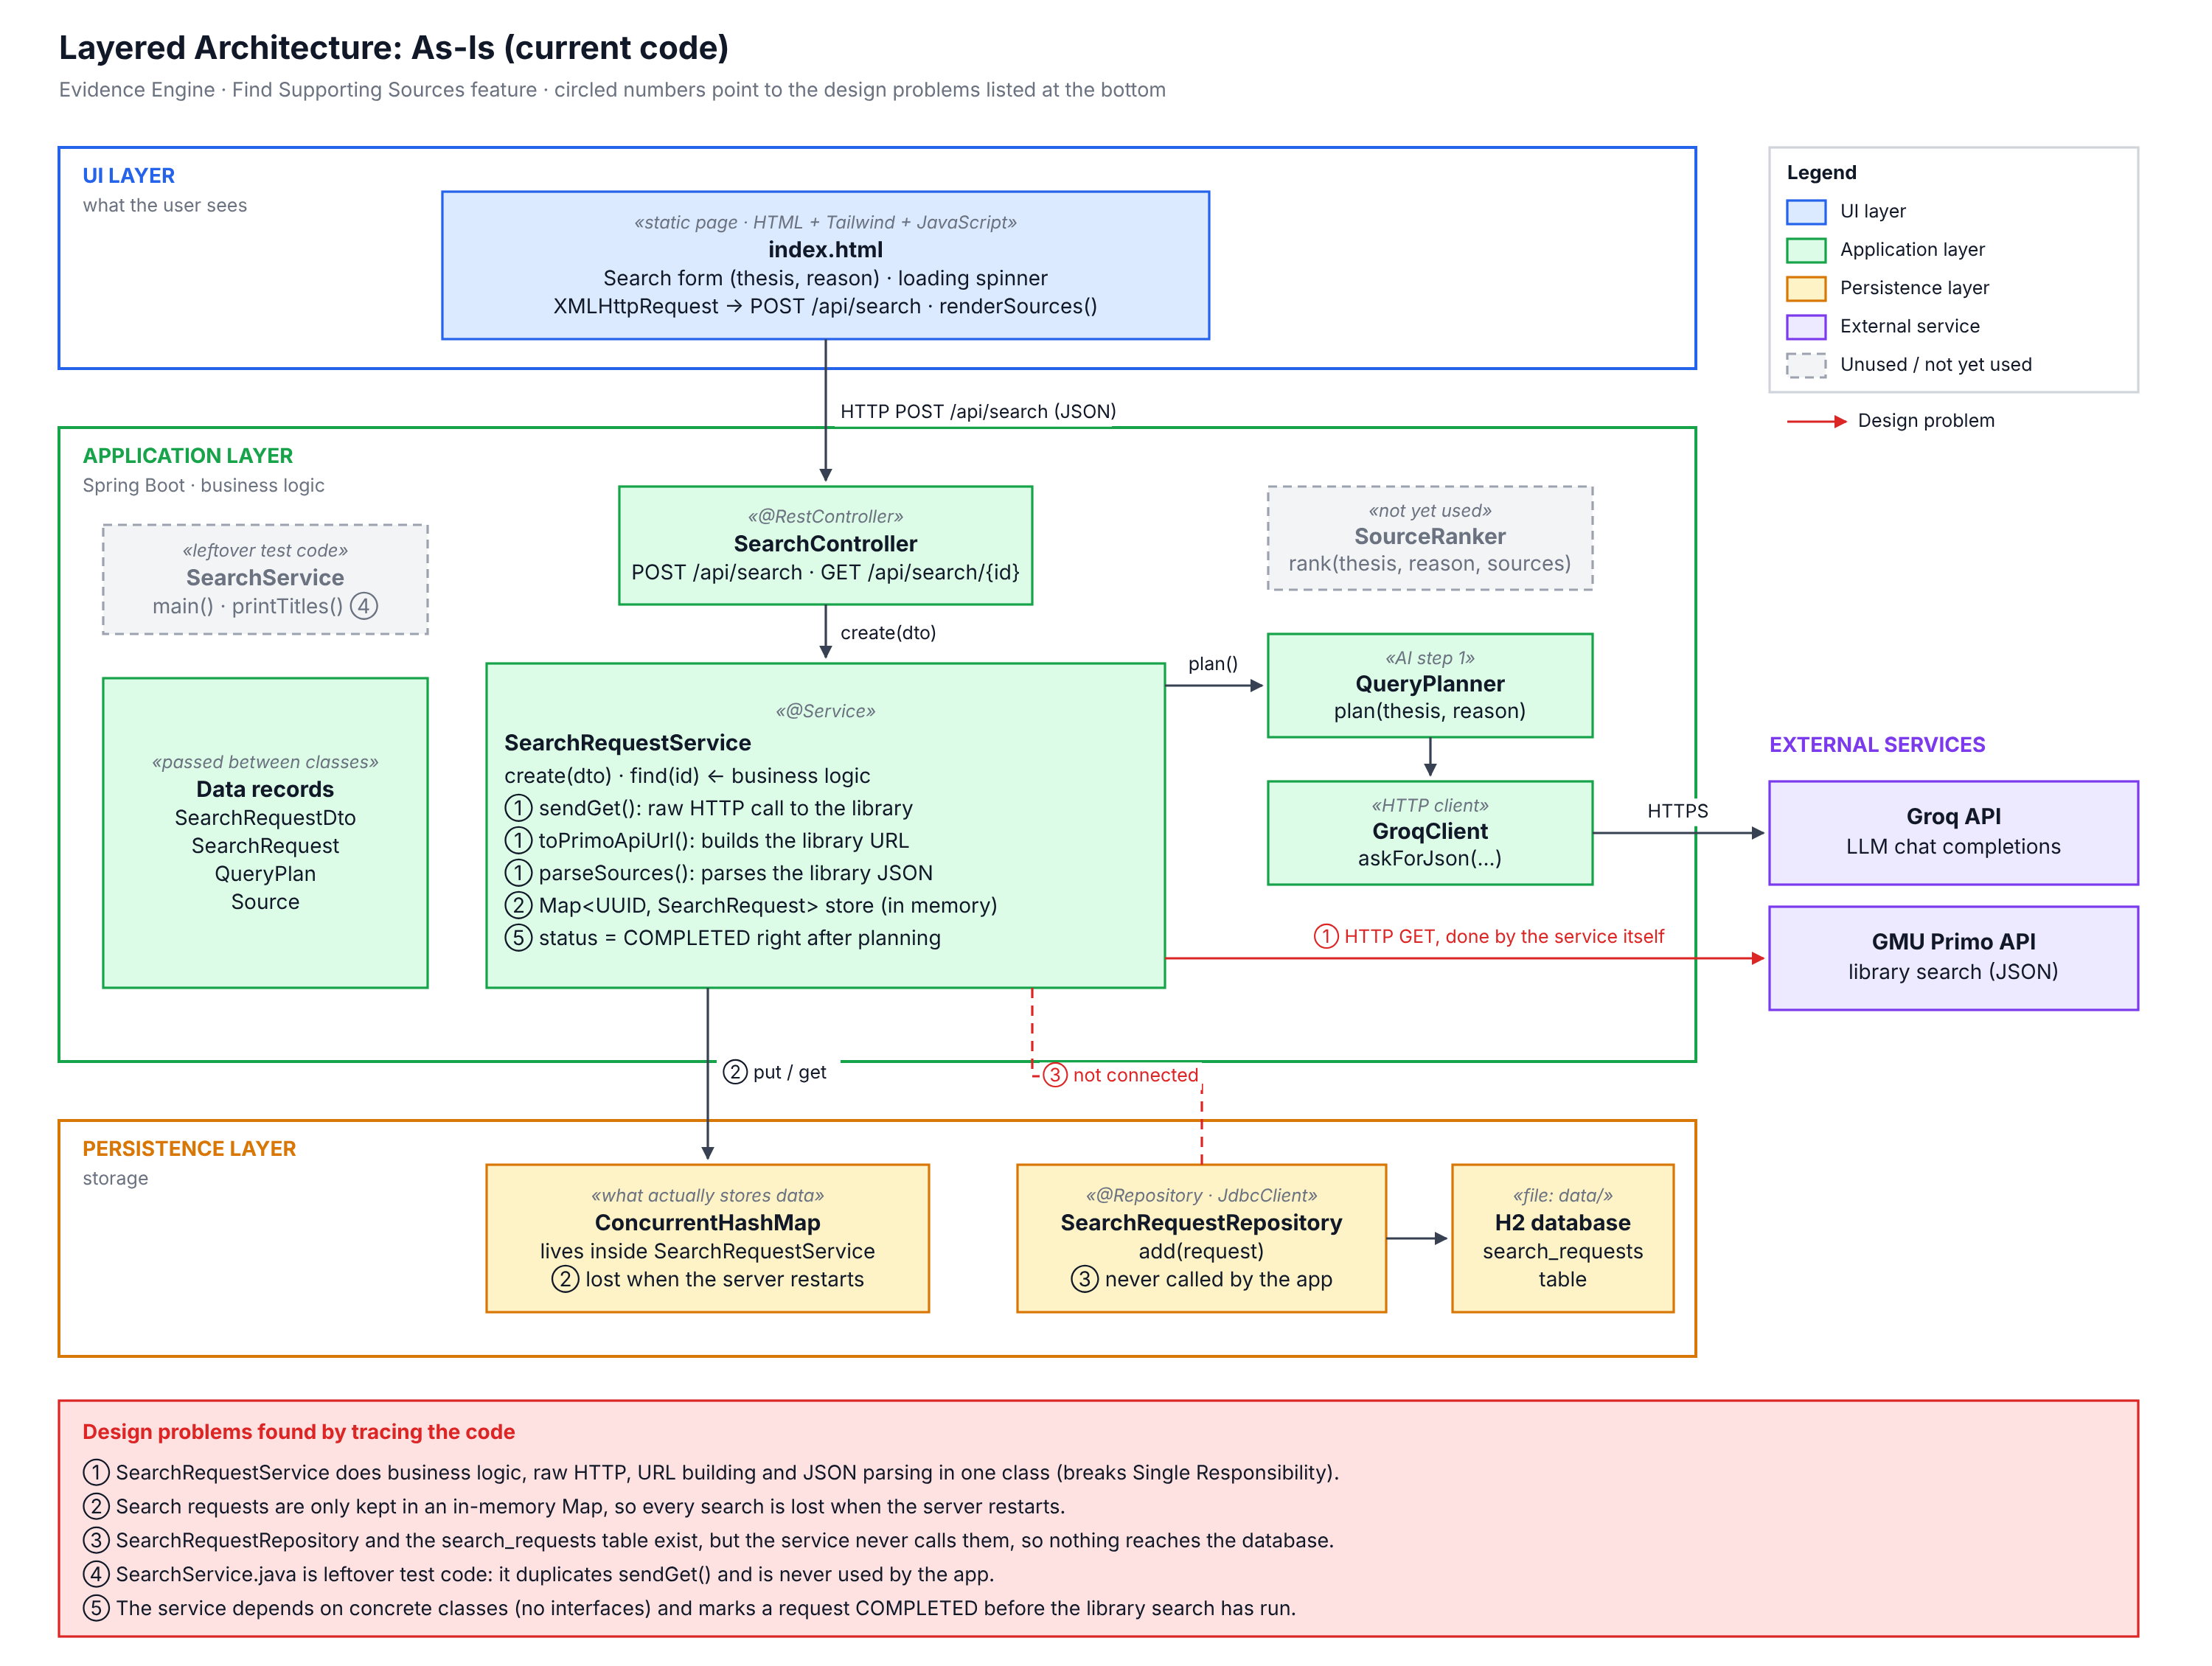 Layered Architecture: As-Is (current code)
Evidence Engine · Find Supporting Sources feature · circled numbers point to the design problems listed at the bottom
UI LAYER
what the user sees
«static page · HTML + Tailwind + JavaScript»
index.html
Search form (thesis, reason) · loading spinner
XMLHttpRequest → POST /api/search · renderSources()
Legend
UI layer
Application layer
Persistence layer
External service
Unused / not yet used
Design problem
HTTP POST /api/search (JSON)
APPLICATION LAYER
Spring Boot · business logic
«leftover test code»
SearchService
main() · printTitles() ④
«@RestController»
SearchController
POST /api/search · GET /api/search/{id}
«not yet used»
SourceRanker
rank(thesis, reason, sources)
create(dto)
«passed between classes»
Data records
SearchRequestDto
SearchRequest
QueryPlan
Source
«@Service»
SearchRequestService
create(dto) · find(id) ← business logic
① sendGet(): raw HTTP call to the library
① toPrimoApiUrl(): builds the library URL
① parseSources(): parses the library JSON
② Map<UUID, SearchRequest> store (in memory)
⑤ status = COMPLETED right after planning
plan()
«AI step 1»
QueryPlanner
plan(thesis, reason)
«HTTP client»
GroqClient
askForJson(...)
HTTPS
① HTTP GET, done by the service itself
EXTERNAL SERVICES
Groq API
LLM chat completions
GMU Primo API
library search (JSON)
② put / get
③ not connected
PERSISTENCE LAYER
storage
«what actually stores data»
ConcurrentHashMap
lives inside SearchRequestService
② lost when the server restarts
«@Repository · JdbcClient»
SearchRequestRepository
add(request)
③ never called by the app
«file: data/»
H2 database
search_requests
table
Design problems found by tracing the code
① SearchRequestService does business logic, raw HTTP, URL building and JSON parsing in one class (breaks Single Responsibility).
② Search requests are only kept in an in-memory Map, so every search is lost when the server restarts.
③ SearchRequestRepository and the search_requests table exist, but the service never calls them, so nothing reaches the database.
④ SearchService.java is leftover test code: it duplicates sendGet() and is never used by the app.
⑤ The service depends on concrete classes (no interfaces) and marks a request COMPLETED before the library search has run.